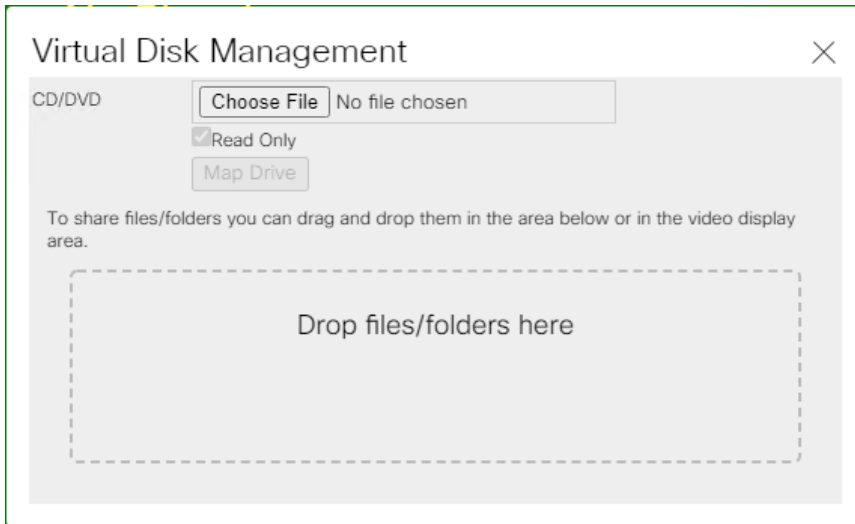 Virtual Disk Management
CD/DVD
Choose File No file chosen
Read Only
Map Drive
To share files/folders you can drag and drop them in the area below or in the video display
area.
Drop files/folders here